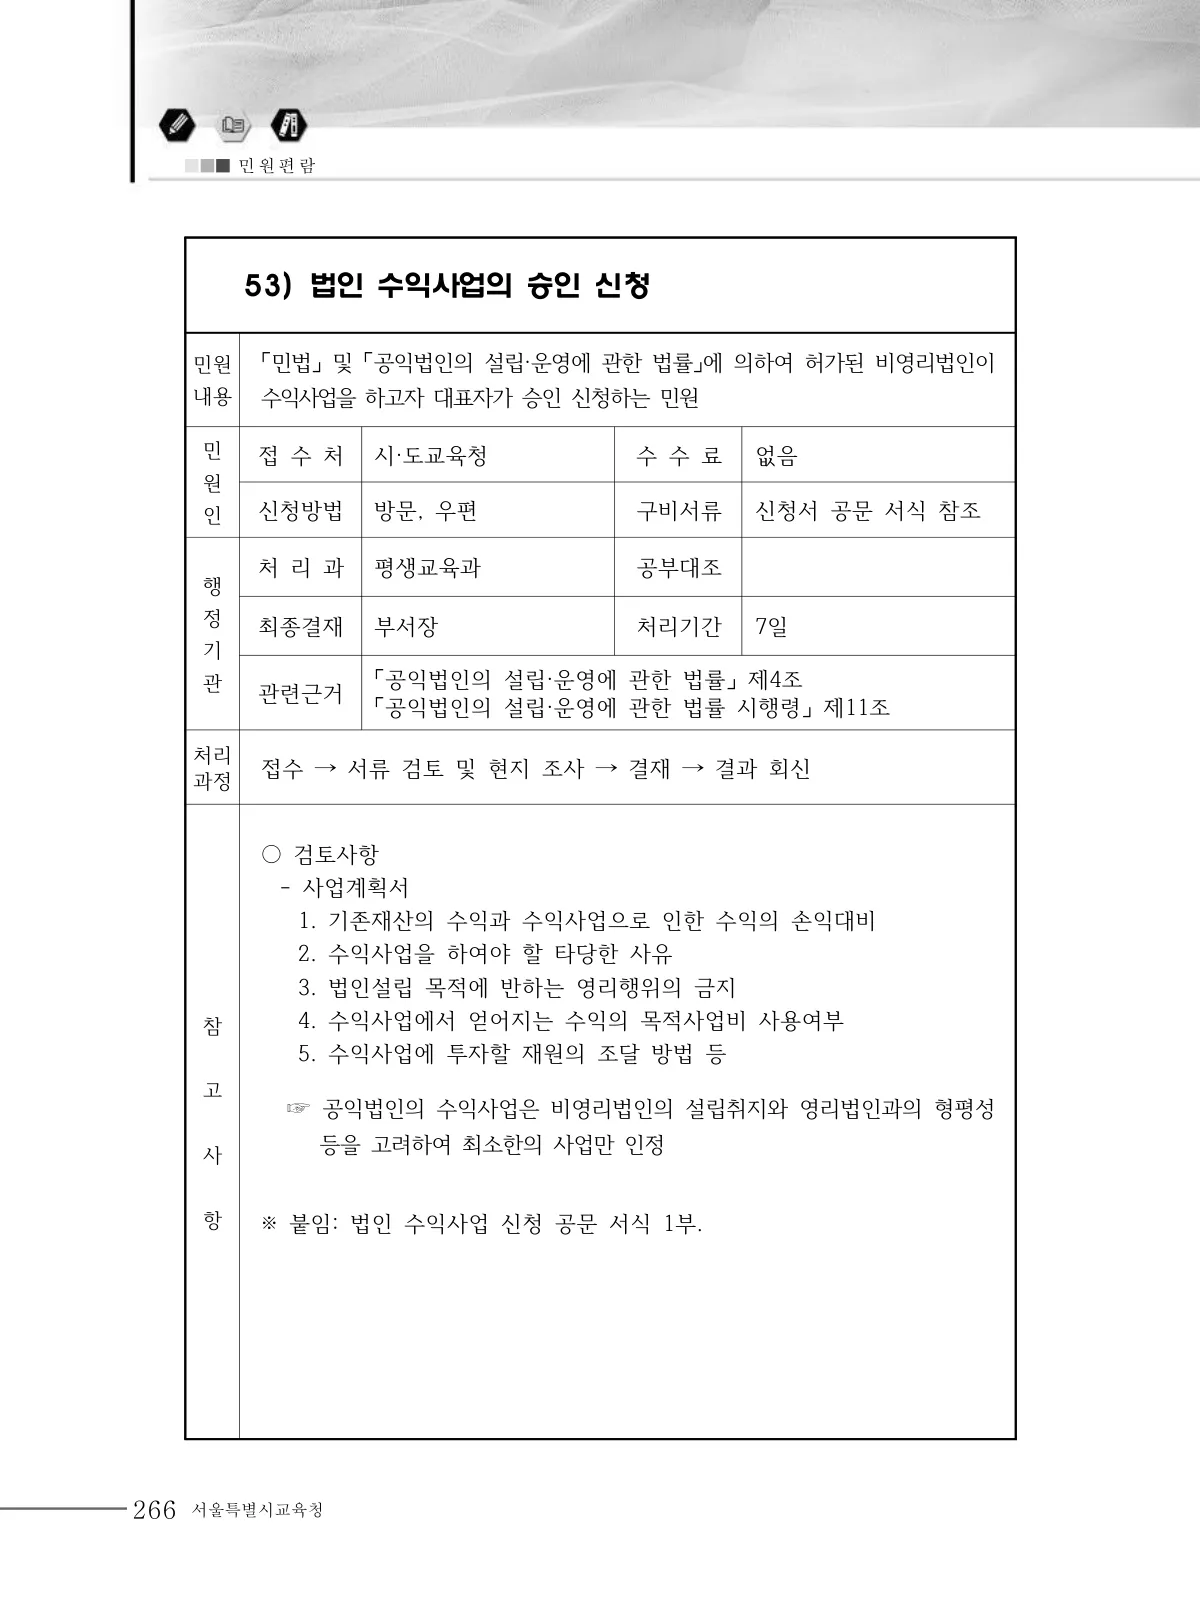 민원편람
53) 법인 수익사업의 승인 신청
민원
내용
「민법」 및 「공익법인의 설립·운영에 관한 법률」에 의하여 허가된 비영리법인이
수익사업을 하고자 대표자가 승인 신청하는 민원
민
원
인
접 수 처 시·도교육청 수 수 료 없음
신청방법 방문, 우편 구비서류 신청서 공문 서식 참조
행
정
기
관
처 리 과 평생교육과 공부대조
최종결재 부서장 처리기간 7일
관련근거
「공익법인의 설립·운영에 관한 법률」 제4조
「공익법인의 설립·운영에 관한 법률 시행령」 제11조
처리
과정
접수 → 서류 검토 및 현지 조사 → 결재 → 결과 회신
참
고
사
항
○ 검토사항
- 사업계획서
1. 기존재산의 수익과 수익사업으로 인한 수익의 손익대비
2. 수익사업을 하여야 할 타당한 사유
3. 법인설립 목적에 반하는 영리행위의 금지
4. 수익사업에서 얻어지는 수익의 목적사업비 사용여부
5. 수익사업에 투자할 재원의 조달 방법 등
☞ 공익법인의 수익사업은 비영리법인의 설립취지와 영리법인과의 형평성
등을 고려하여 최소한의 사업만 인정
※ 붙임: 법인 수익사업 신청 공문 서식 1부.
266 서울특별시교육청